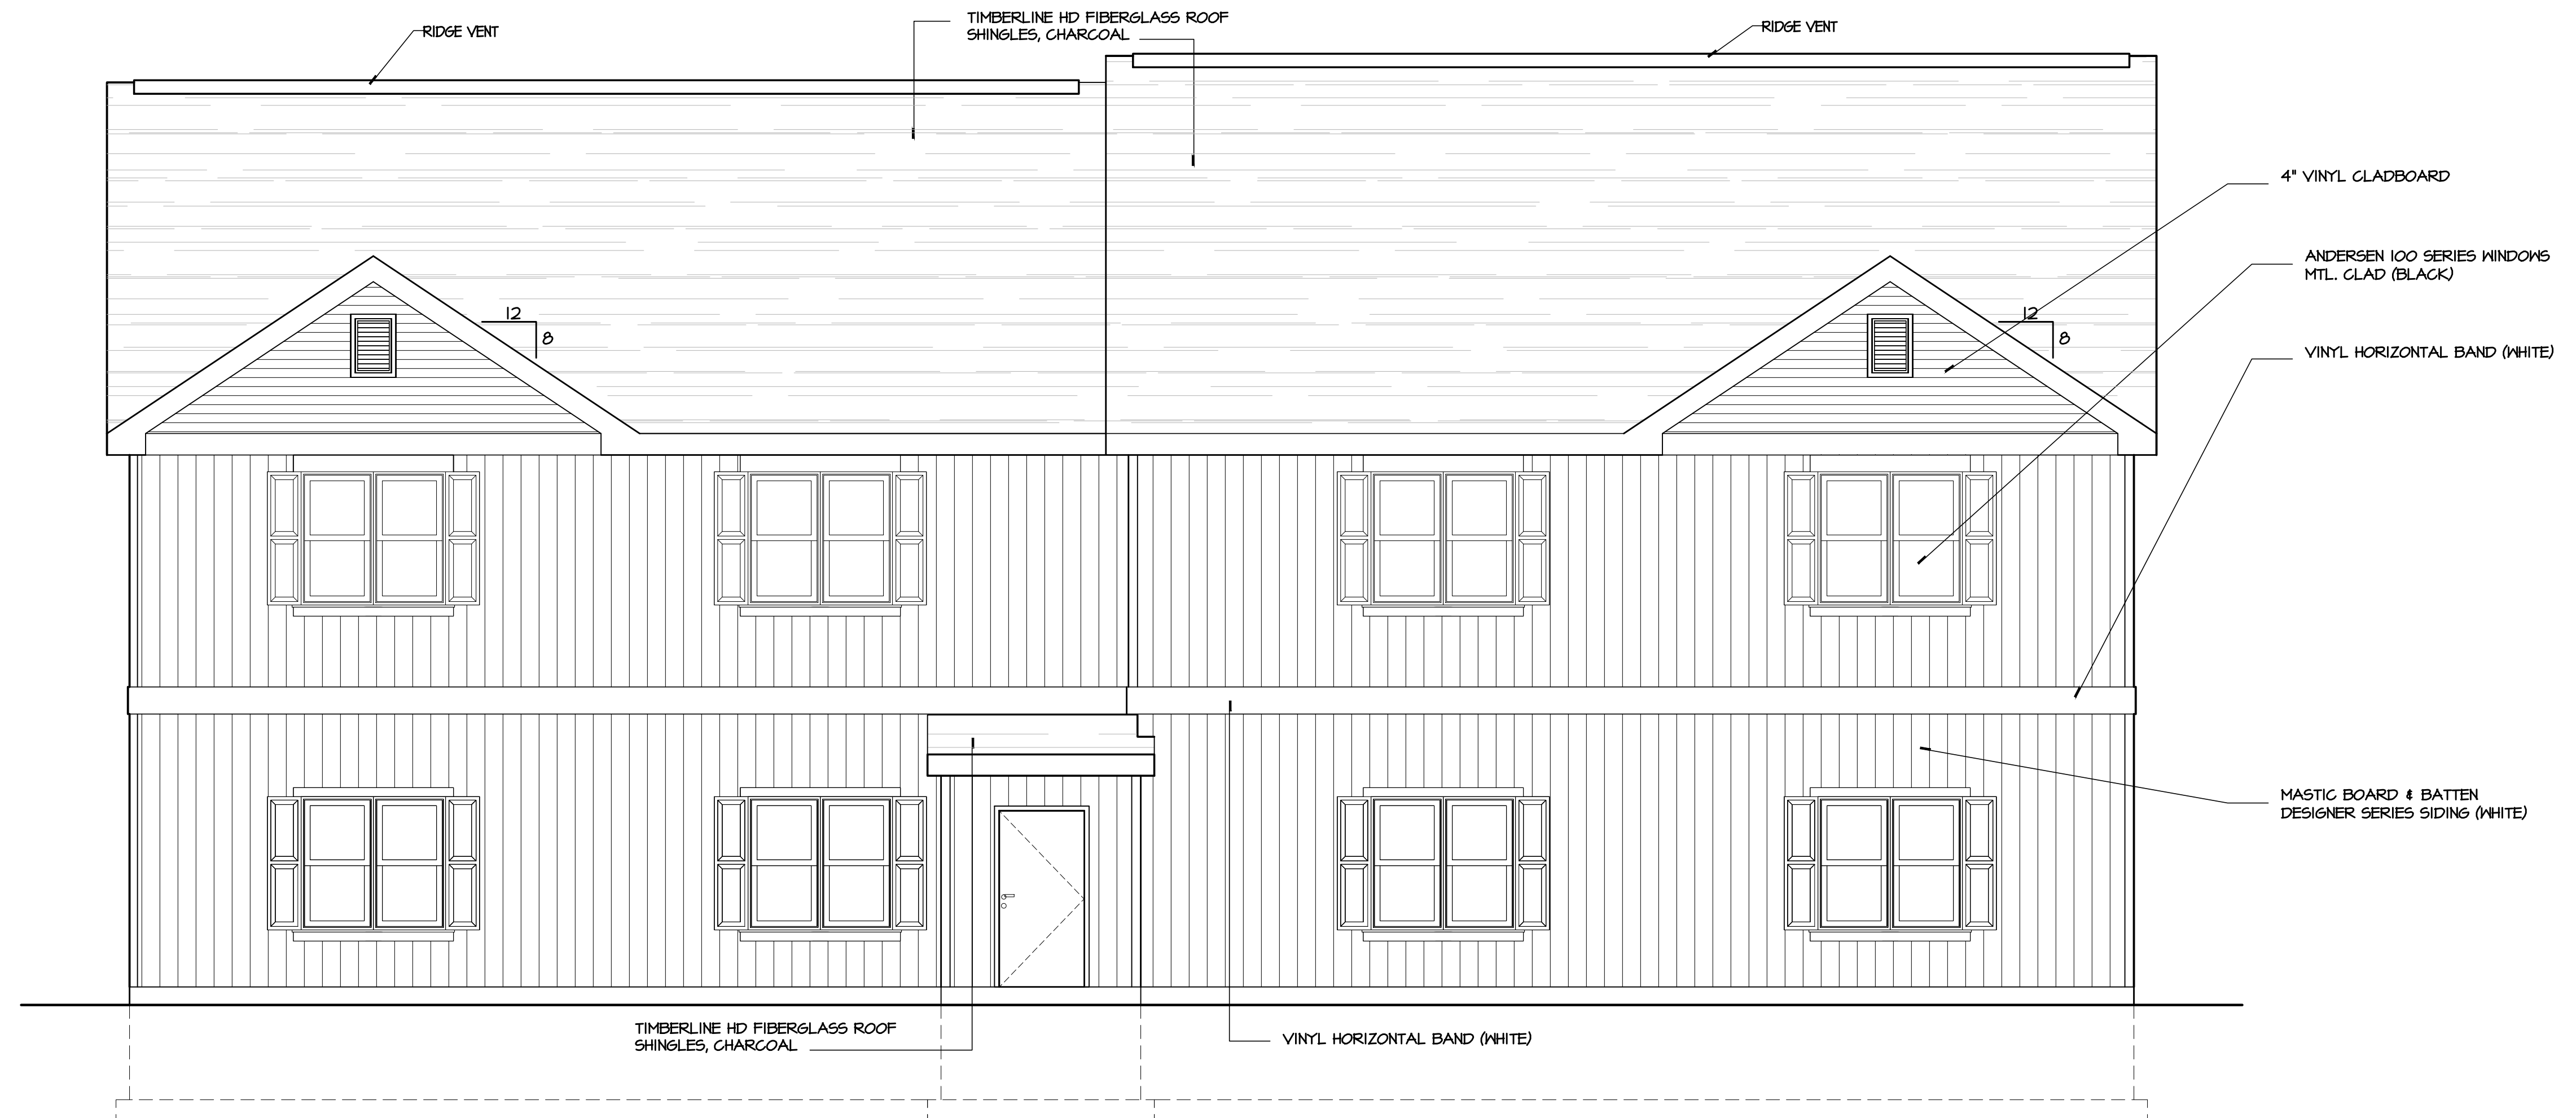 RIDGE VENT
TIMBERLINE HD FIBERGLASS ROOF
SHINGLES, CHARCOAL
RIDGE VENT
4" VINYL CLADBOARD
ANDERSEN 100 SERIES WINDOWS
MTL. CLAD (BLACK)
12
8
12
8
VINYL HORIZONTAL BAND (WHITE)
MASTIC BOARD & BATTEN
DESIGNER SERIES SIDING (WHITE)
TIMBERLINE HD FIBERGLASS ROOF
SHINGLES, CHARCOAL
VINYL HORIZONTAL BAND (WHITE)